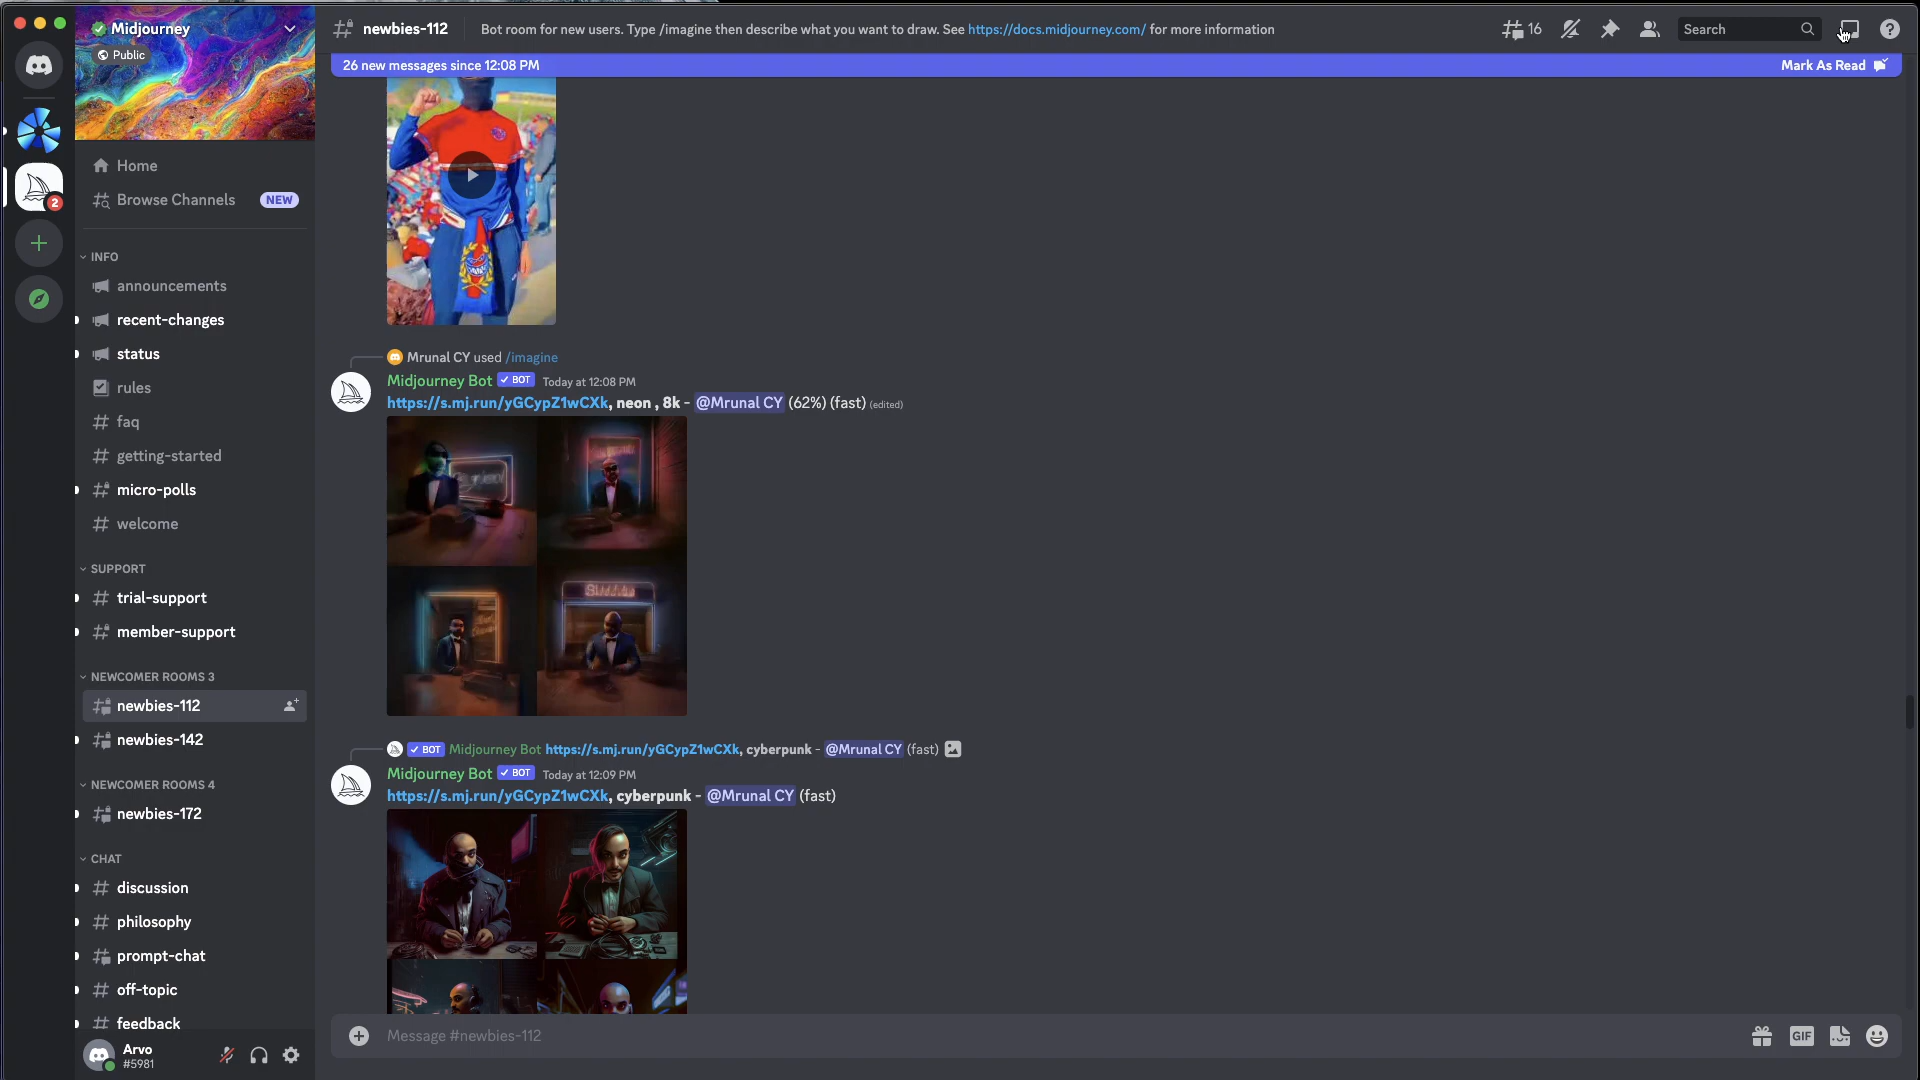 Midjourney
Public
newbies-112
Bot room for new users. Type /imagine then describe what you want to draw. See https://docs.midjourney.com/ for more information
16
Search
26 new messages since 12:08 PM
Mark As Read
2
Home
Browse Channels
NEW
INFO
announcements
recent-changes
status
rules
faq
getting-started
micro-polls
welcome
SUPPORT
trial-support
member-support
NEWCOMER ROOMS 3
newbies-112
newbies-142
NEWCOMER ROOMS 4
newbies-172
CHAT
discussion
philosophy
prompt-chat
off-topic
feedback
Arvo
#5981
Mrunal CY used /imagine
Midjourney Bot ✓ BOT Today at 12:08 PM
https://s.mj.run/yGCypZ1wCXk, neon , 8k - @Mrunal CY (62%) (fast) (edited)
✓ BOT Midjourney Bot https://s.mj.run/yGCypZ1wCXk, cyberpunk - @Mrunal CY (fast)
Midjourney Bot ✓ BOT Today at 12:09 PM
https://s.mj.run/yGCypZ1wCXk, cyberpunk - @Mrunal CY (fast)
Message #newbies-112
GIF